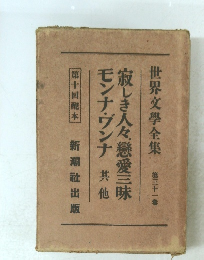 世界文學全集 第三十一卷
寂しき人々.戀愛三昧
モンナ・ヴンナ 其他
第十回配本
新潮社出版